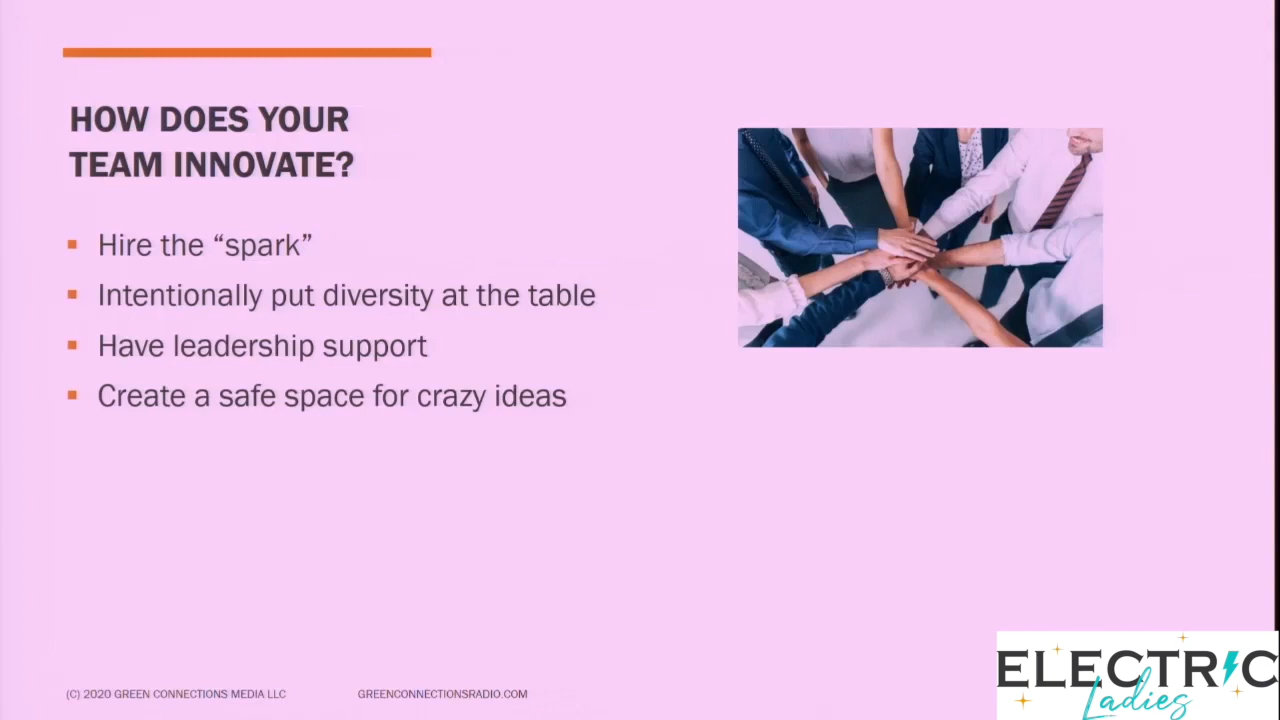 HOW DOES YOUR
TEAM INNOVATE?
Hire the “spark”
Intentionally put diversity at the table
Have leadership support
Create a safe space for crazy ideas
(C) 2020 GREEN CONNECTIONS MEDIA LLC
GREENCONNECTIONSRADIO.COM
ELECTRIC
Ladies